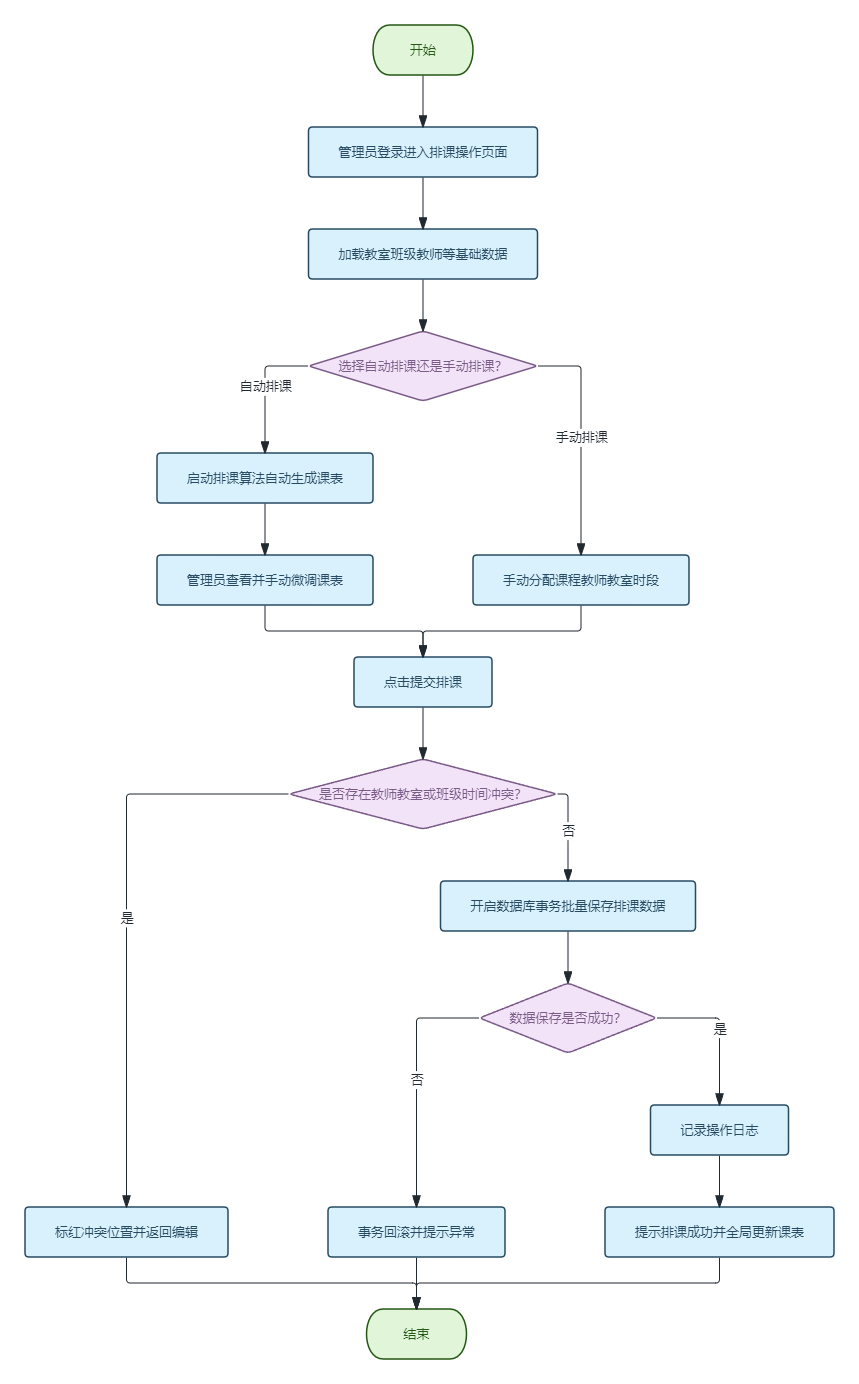 开始
管理员登录进入排课操作页面
加载教室班级教师等基础数据
选择自动排课还是手动排课?
自动排课
手动排课
启动排课算法自动生成课表
管理员查看并手动微调课表
手动分配课程教师教室时段
点击提交排课
是否存在教师教室或班级时间冲突?
否
开启数据库事务批量保存排课数据
是
数据保存是否成功?
是
否
记录操作日志
标红冲突位置并返回编辑
事务回滚并提示异常
提示排课成功并全局更新课表
结束